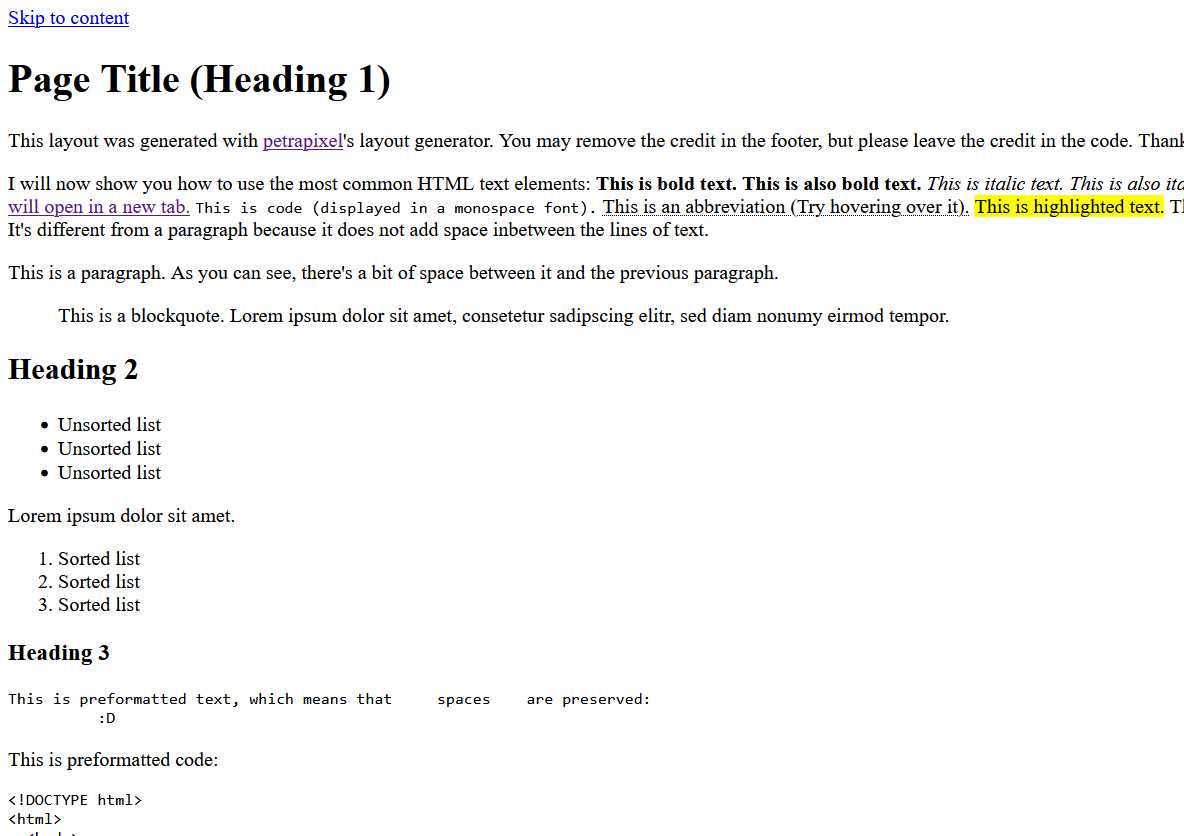 Skip to content
Page Title (Heading 1)
This layout was generated with petrapixel's layout generator. You may remove the credit in the footer, but please leave the credit in the code. Thank
I will now show you how to use the most common HTML text elements: This is bold text. This is also bold text. This is italic text. This is also ita
will open in a new tab. This is code (displayed in a monospace font). This is an abbreviation (Try hovering over it). This is highlighted text. Th
It's different from a paragraph because it does not add space inbetween the lines of text.
This is a paragraph. As you can see, there's a bit of space between it and the previous paragraph.
This is a blockquote. Lorem ipsum dolor sit amet, consetetur sadipscing elitr, sed diam nonumy eirmod tempor.
Heading 2
• Unsorted list
• Unsorted list
• Unsorted list
Lorem ipsum dolor sit amet.
1. Sorted list
2. Sorted list
3. Sorted list
Heading 3
This is preformatted text, which means that     spaces    are preserved:
          :D
This is preformatted code:
<!DOCTYPE html>
<html>